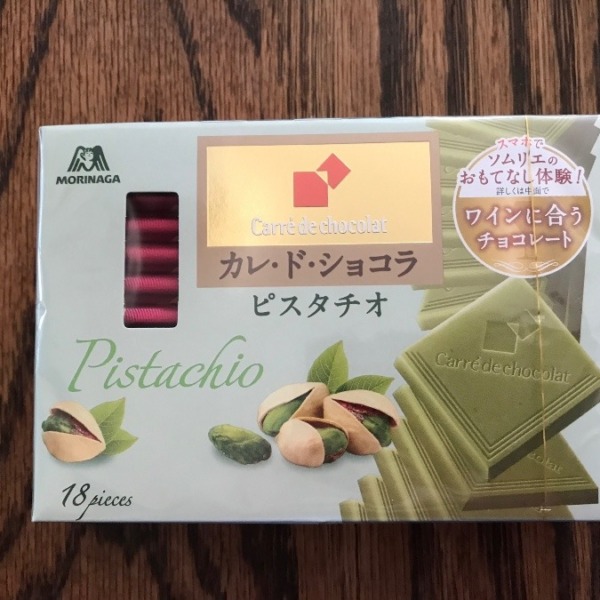 MORINAGA
Carré de chocolat
カレ・ド・ショコラ
ピスタチオ
Pistachio
18 pieces
スマホで
ソムリエの
おもてなし体験!
詳しくは中面で
ワインに合う
チョコレート
Carré de chocolat
colat